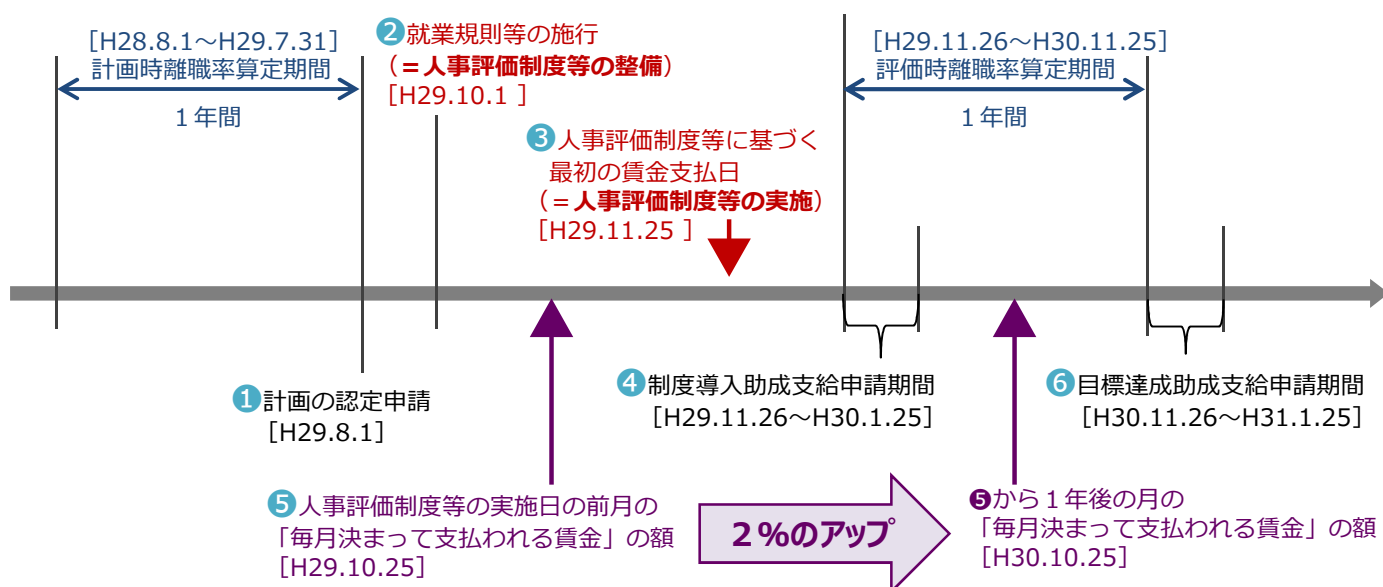 [H28.8.1～H29.7.31]
計画時離職率算定期間
１年間
❷就業規則等の施行
（＝人事評価制度等の整備）
[H29.10.1 ]
❸人事評価制度等に基づく
最初の賃金支払日
（＝人事評価制度等の実施）
[H29.11.25 ]
[H29.11.26～H30.11.25]
評価時離職率算定期間
１年間
❶計画の認定申請
[H29.8.1]
❹制度導入助成支給申請期間
[H29.11.26～H30.1.25]
❻目標達成助成支給申請期間
[H30.11.26～H31.1.25]
❺人事評価制度等の実施日の前月の
「毎月決まって支払われる賃金」の額
[H29.10.25]
２％のアップ
❺から１年後の月の
「毎月決まって支払われる賃金」の額
[H30.10.25]